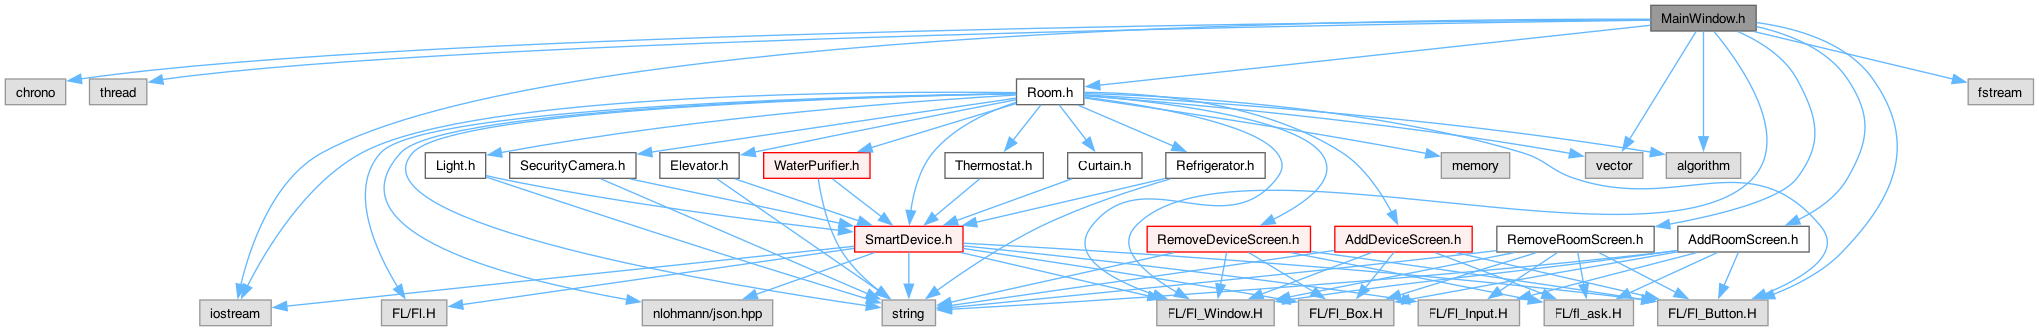 MainWindow.h
chrono
thread
Room.h
fstream
Light.h
SecurityCamera.h
Elevator.h
WaterPurifier.h
Thermostat.h
Curtain.h
Refrigerator.h
memory
vector
algorithm
SmartDevice.h
RemoveDeviceScreen.h
AddDeviceScreen.h
RemoveRoomScreen.h
AddRoomScreen.h
iostream
FL/Fl.H
nlohmann/json.hpp
string
FL/Fl_Window.H
FL/Fl_Box.H
FL/Fl_Input.H
FL/fl_ask.H
FL/Fl_Button.H